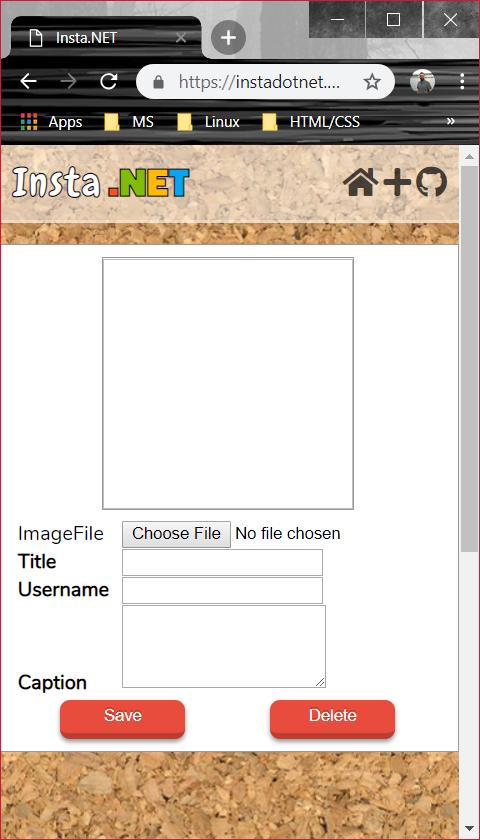 Insta.NET
https://instadotnet....
Apps MS Linux HTML/CSS »
Insta .NET
ImageFile Choose File No file chosen
Title
Username
Caption
Save Delete